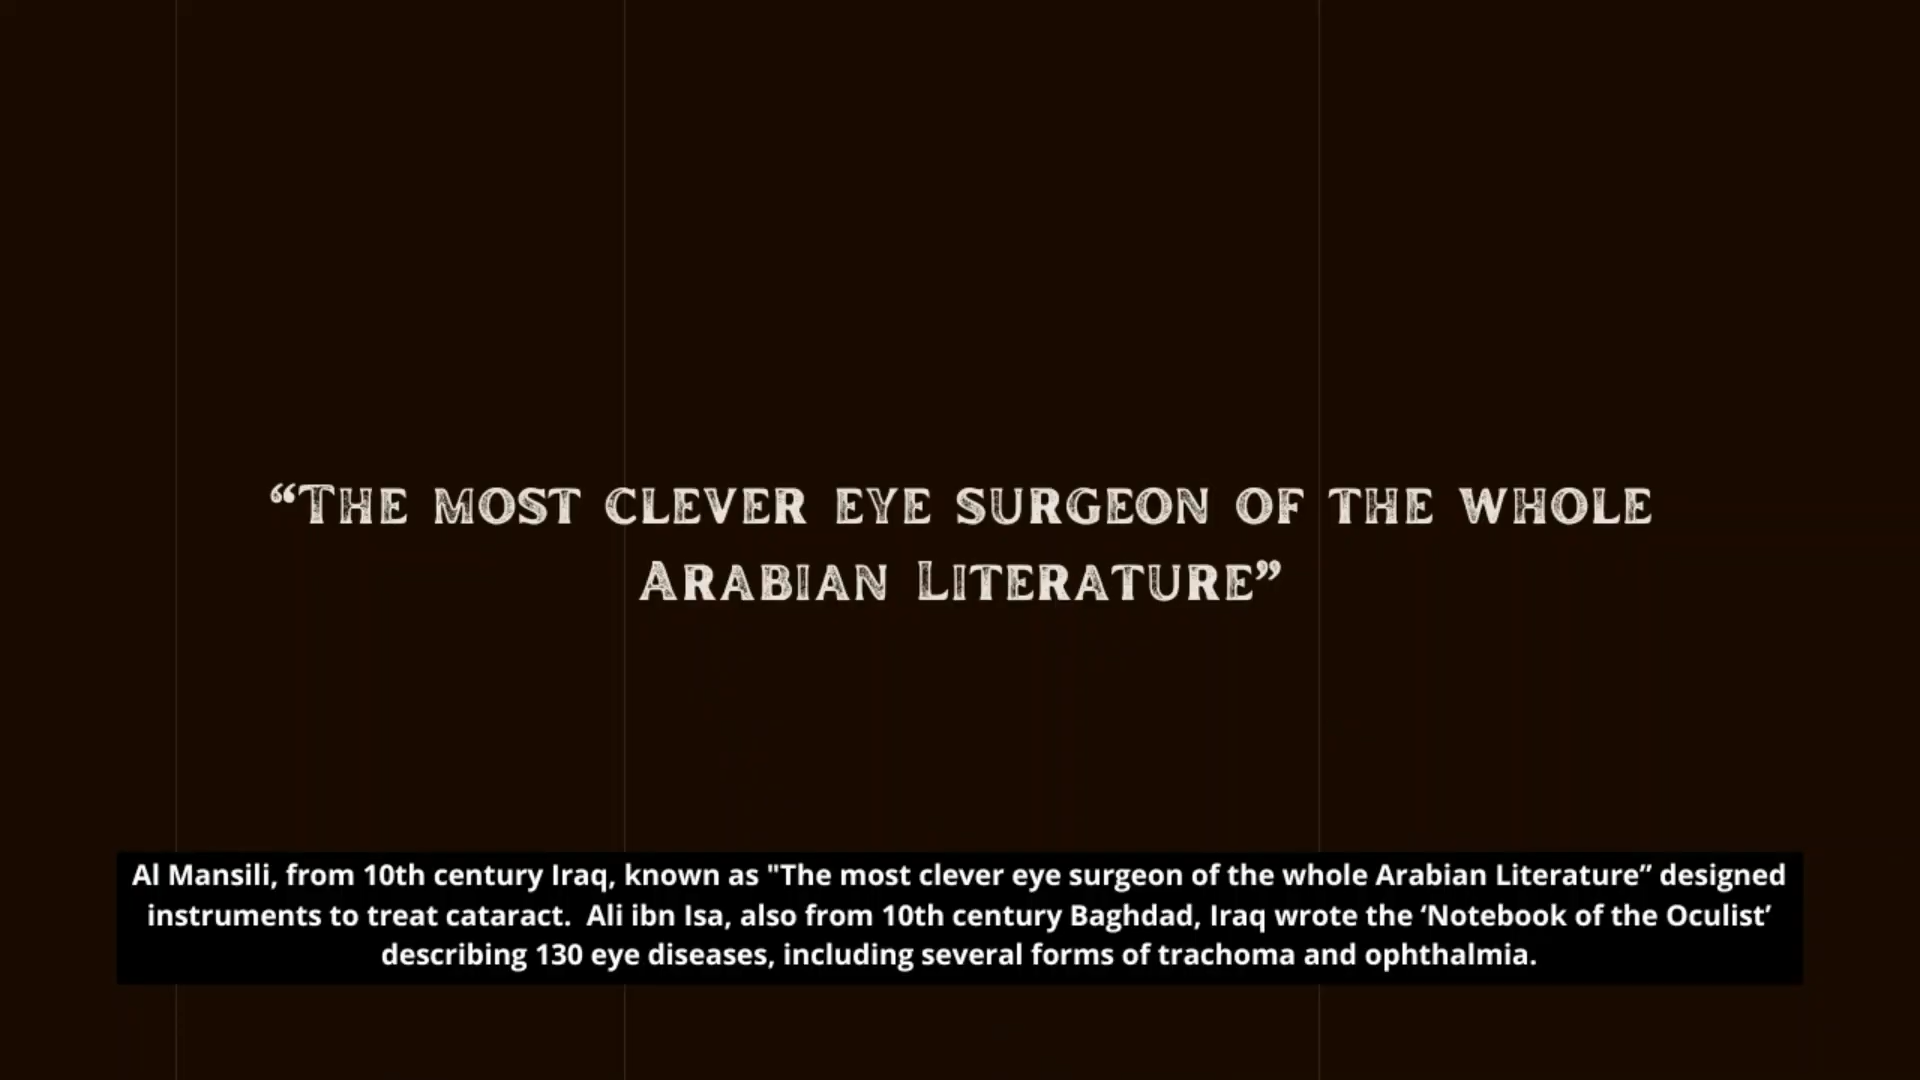 “The most clever eye surgeon of the whole
Arabian Literature”
Al Mansili, from 10th century Iraq, known as "The most clever eye surgeon of the whole Arabian Literature” designed
instruments to treat cataract.  Ali ibn Isa, also from 10th century Baghdad, Iraq wrote the ‘Notebook of the Oculist’
describing 130 eye diseases, including several forms of trachoma and ophthalmia.